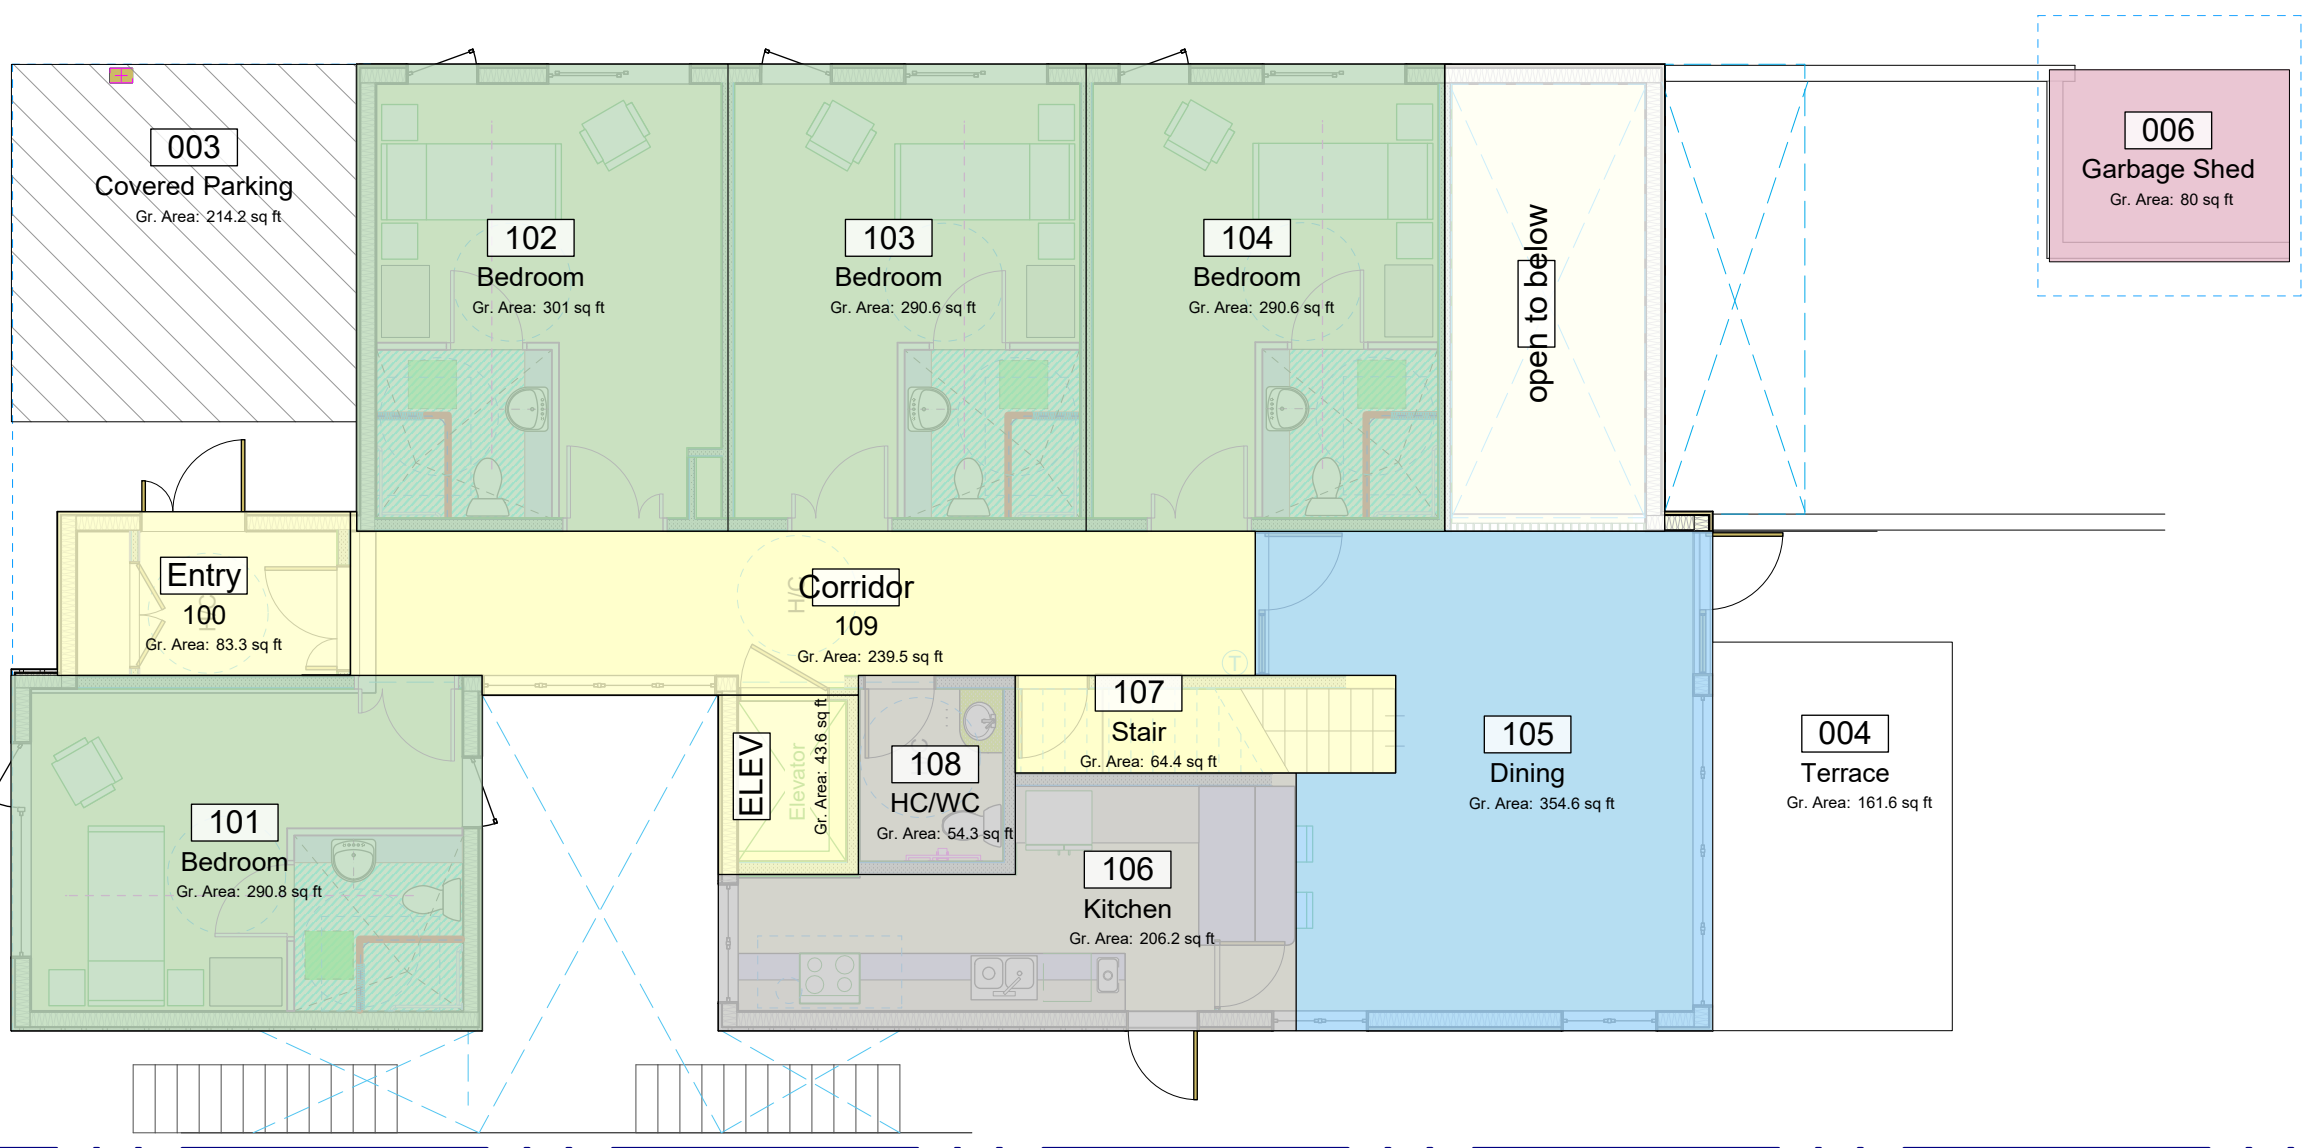 003
Covered Parking
Gr. Area: 214.2 sq ft
006
Garbage Shed
Gr. Area: 80 sq ft
102
Bedroom
Gr. Area: 301 sq ft
103
Bedroom
Gr. Area: 290.6 sq ft
104
Bedroom
Gr. Area: 290.6 sq ft
open to below
Entry
100
Gr. Area: 83.3 sq ft
H/C
Corridor
109
Gr. Area: 239.5 sq ft
T
107
Stair
Gr. Area: 64.4 sq ft
ELEV
Elevator
Gr. Area: 43.6 sq ft
108
HC/WC
Gr. Area: 54.3 sq ft
105
Dining
Gr. Area: 354.6 sq ft
004
Terrace
Gr. Area: 161.6 sq ft
101
Bedroom
Gr. Area: 290.8 sq ft
106
Kitchen
Gr. Area: 206.2 sq ft